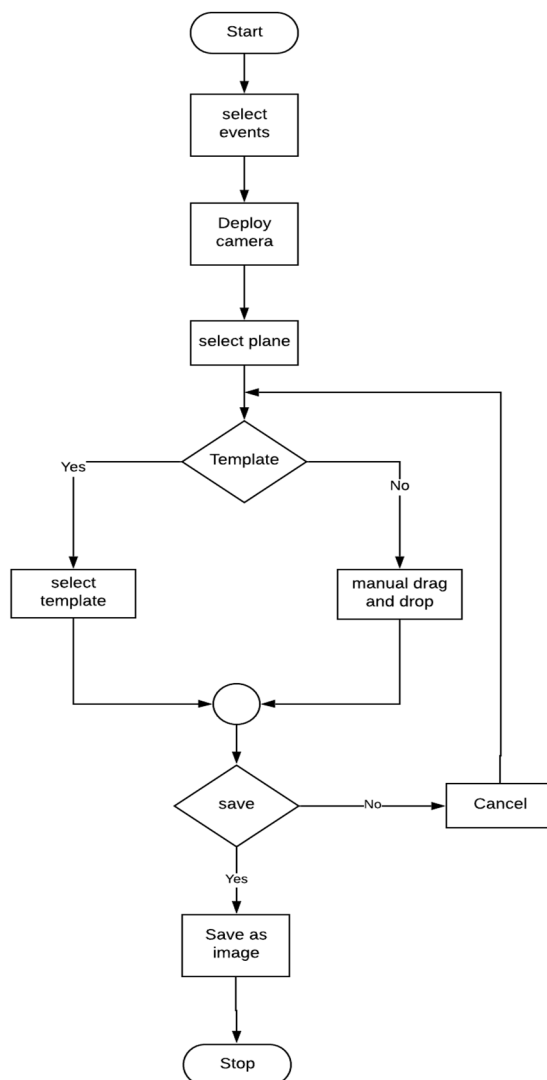 Start
select
events
Deploy
camera
select plane
Template
Yes
No
select
template
manual drag
and drop
save
No
Cancel
Yes
Save as
image
Stop